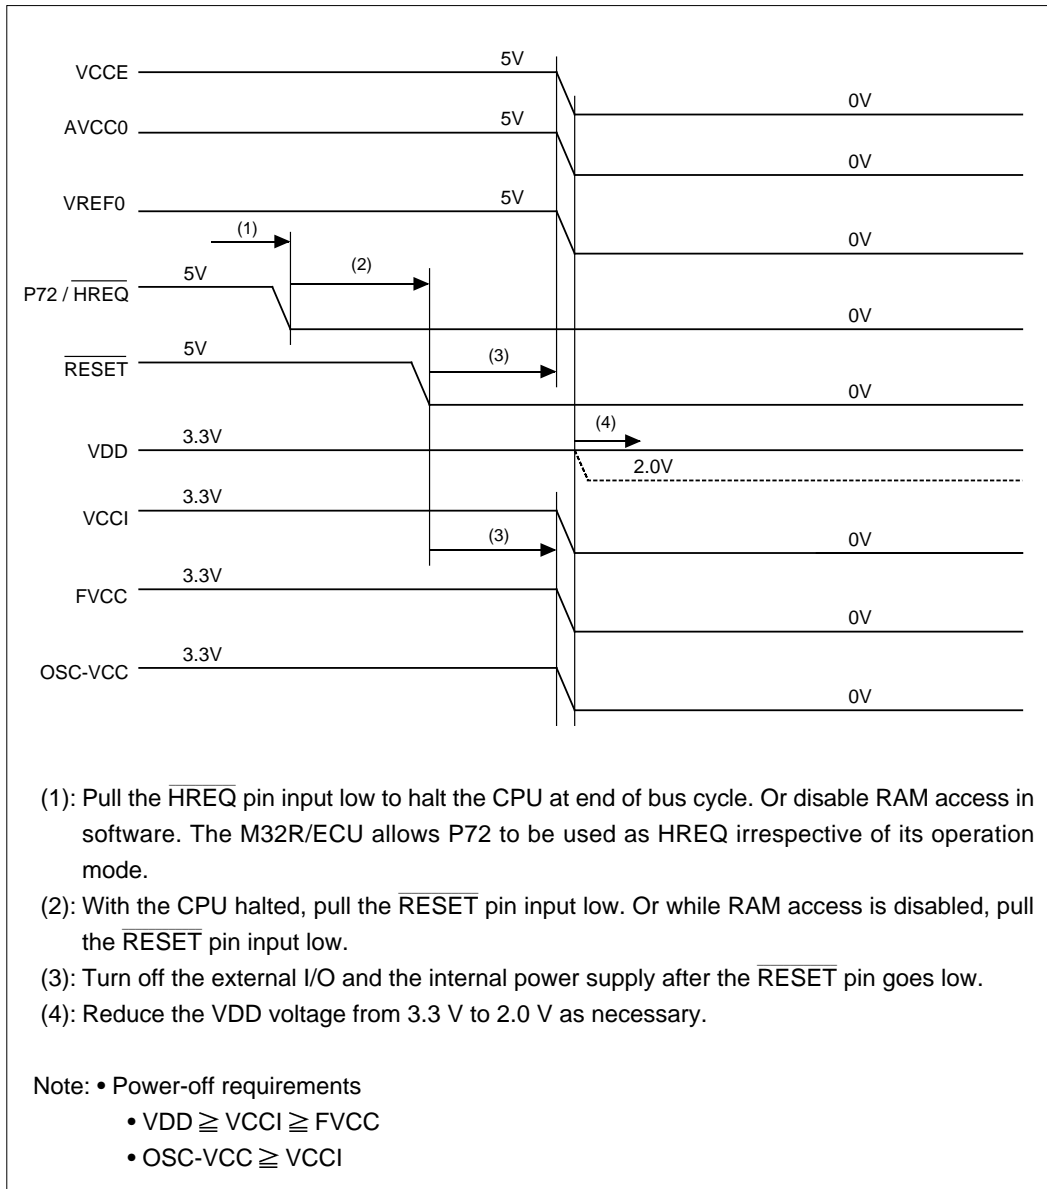 VCCE 5V 0V
AVCC0 5V 0V
VREF0 5V 0V
(1)
(2)
P72 / HREQ 5V 0V
RESET 5V (3) 0V
(4)
VDD 3.3V 2.0V
VCCI 3.3V (3) 0V
FVCC 3.3V 0V
OSC-VCC 3.3V 0V
(1): Pull the HREQ pin input low to halt the CPU at end of bus cycle. Or disable RAM access in
software. The M32R/ECU allows P72 to be used as HREQ irrespective of its operation
mode.
(2): With the CPU halted, pull the RESET pin input low. Or while RAM access is disabled, pull
the RESET pin input low.
(3): Turn off the external I/O and the internal power supply after the RESET pin goes low.
(4): Reduce the VDD voltage from 3.3 V to 2.0 V as necessary.
Note: • Power-off requirements
• VDD ≧ VCCI ≧ FVCC
• OSC-VCC ≧ VCCI